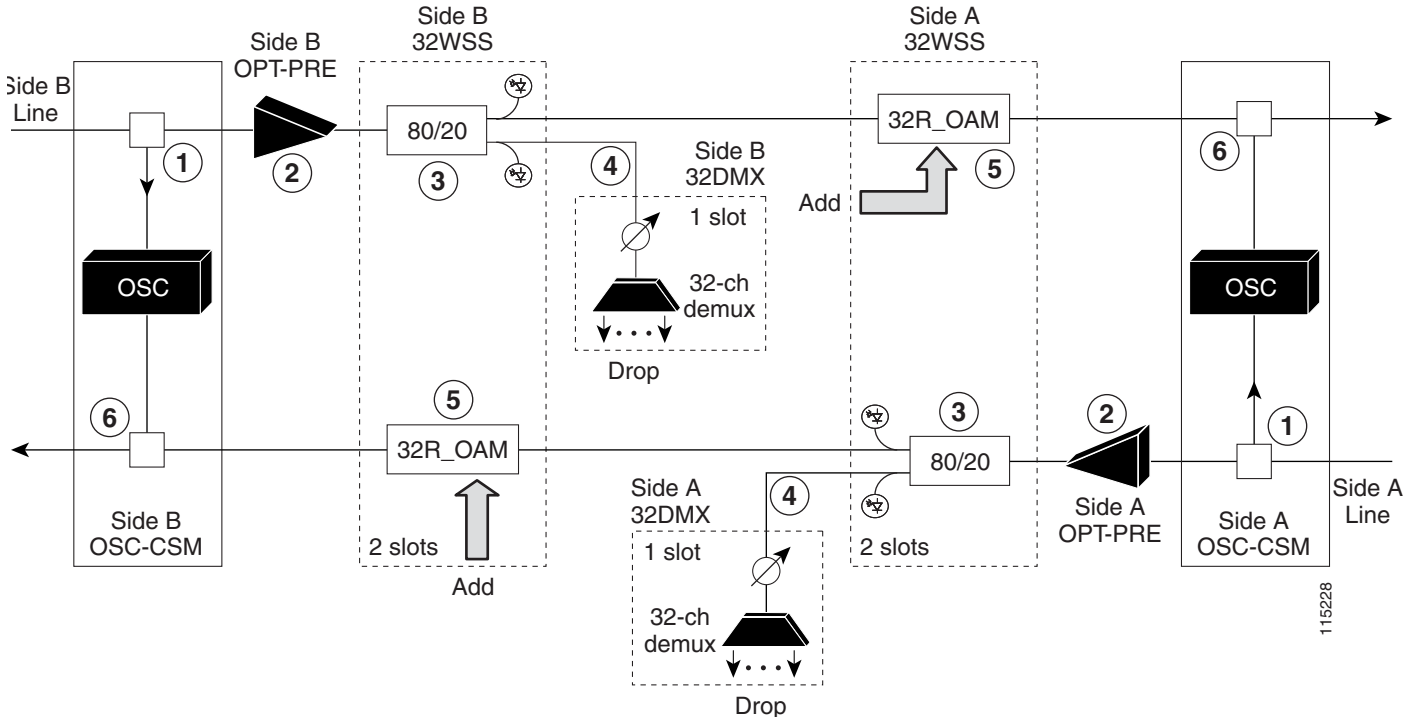 Side B
32WSS
Side A
32WSS
Side B
OPT-PRE
Side B
Line
80/20
32R_OAM
1
2
3
4
Side B
32DMX
5
6
Add
1 slot
OSC
32-ch
demux
OSC
Drop
6
5
3
2
1
32R_OAM
80/20
4
Side A
32DMX
Side B
OSC-CSM
2 slots
Add
1 slot
2 slots
Side A
OPT-PRE
Side A
OSC-CSM
Side A
Line
32-ch
demux
Drop
115228